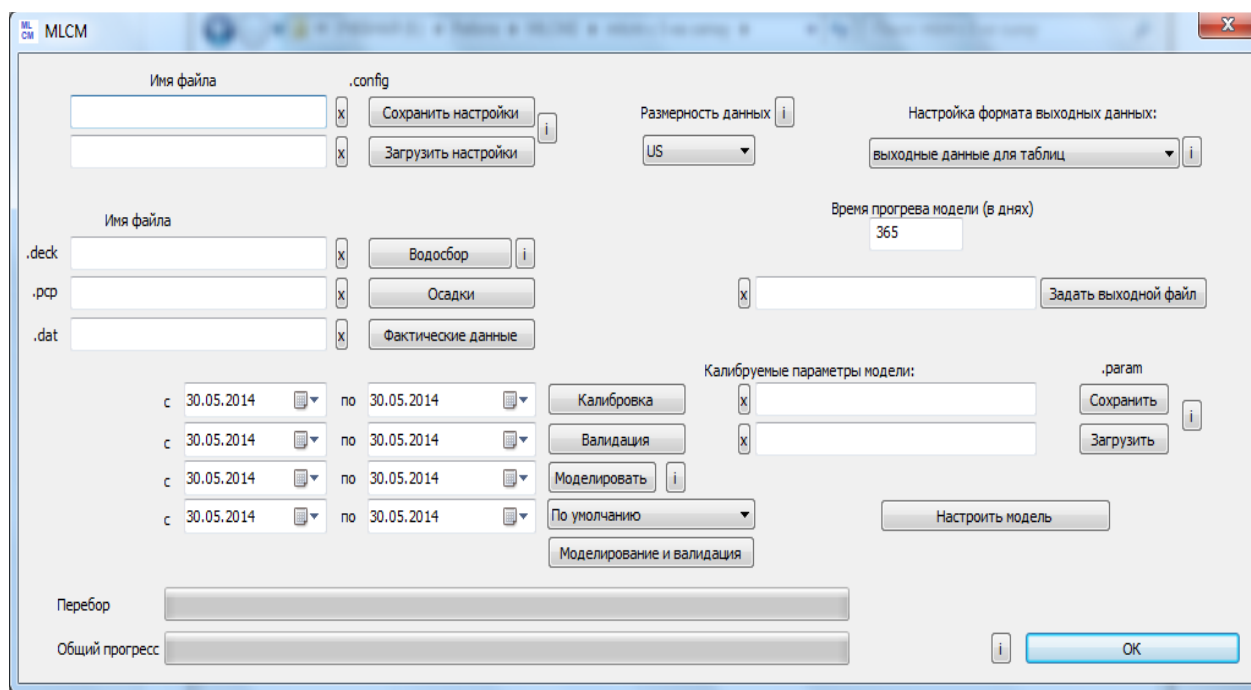 ML CM MLCM
Имя файла .config
x Сохранить настройки i Размерность данных i Настройка формата выходных данных:
x Загрузить настройки US выходные данные для таблиц i
Имя файла Время прогрева модели (в днях)
365
.deck x Водосбор i
.pcp x Осадки x Задать выходной файл
.dat x Фактические данные
Калибруемые параметры модели: .param
с 30.05.2014 по 30.05.2014 Калибровка x Сохранить i
с 30.05.2014 по 30.05.2014 Валидация x Загрузить
с 30.05.2014 по 30.05.2014 Моделировать i
с 30.05.2014 по 30.05.2014 По умолчанию Настроить модель
Моделирование и валидация
Перебор
Общий прогресс i OK